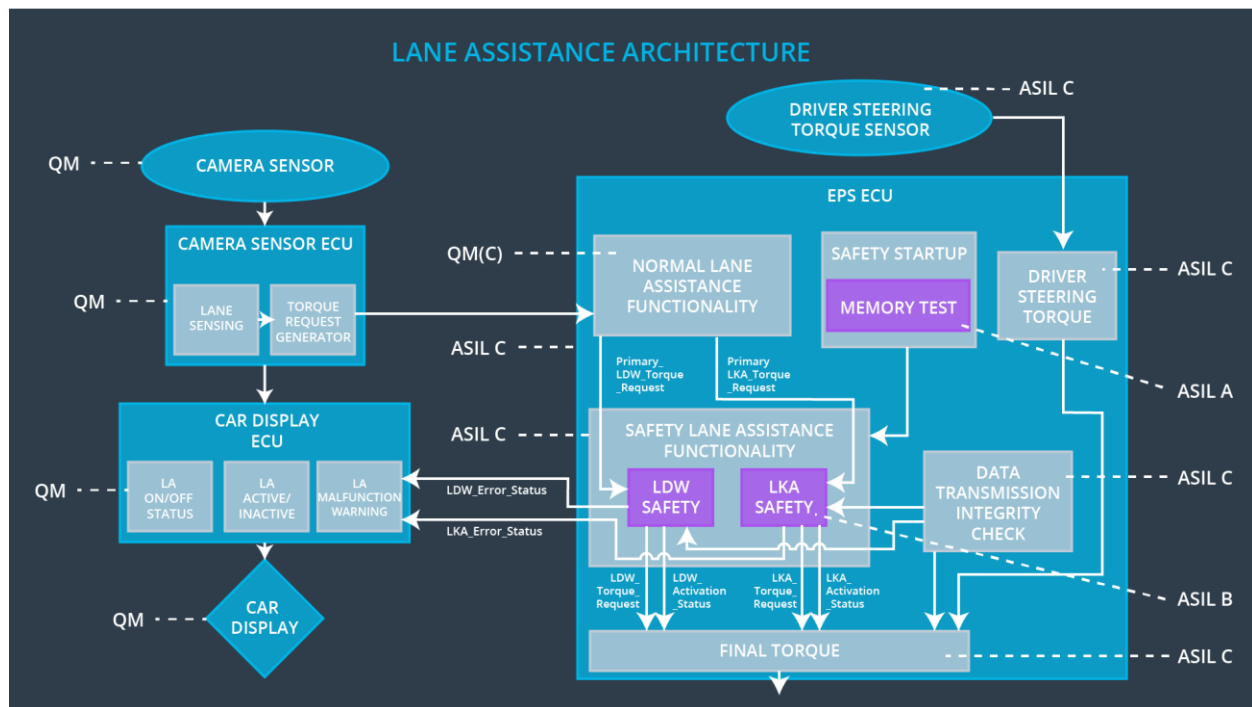 LANE ASSISTANCE ARCHITECTURE
ASIL C
DRIVER STEERING
TORQUE SENSOR
QM
CAMERA SENSOR
EPS ECU
CAMERA SENSOR ECU
QM
LANE
SENSING
TORQUE
REQUEST
GENERATOR
QM(C)
NORMAL LANE
ASSISTANCE
FUNCTIONALITY
SAFETY STARTUP
MEMORY TEST
DRIVER
STEERING
TORQUE
ASIL C
ASIL C
ASIL A
Primary_
LDW_Torque
_Request
Primary
LKA_Torque
_Request
CAR DISPLAY
ECU
QM
LA
ON/OFF
STATUS
LA
ACTIVE/
INACTIVE
LA
MALFUNCTION
WARNING
ASIL C
SAFETY LANE ASSISTANCE
FUNCTIONALITY
LDW
SAFETY
LKA
SAFETY
DATA
TRANSMISSION
INTEGRITY
CHECK
ASIL C
LDW_Error_Status
LKA_Error_Status
LDW_
Torque_
Request
LDW_
Activation
_Status
LKA_
Torque_
Request
LKA_
Activation
_Status
ASIL B
QM
CAR
DISPLAY
FINAL TORQUE
ASIL C